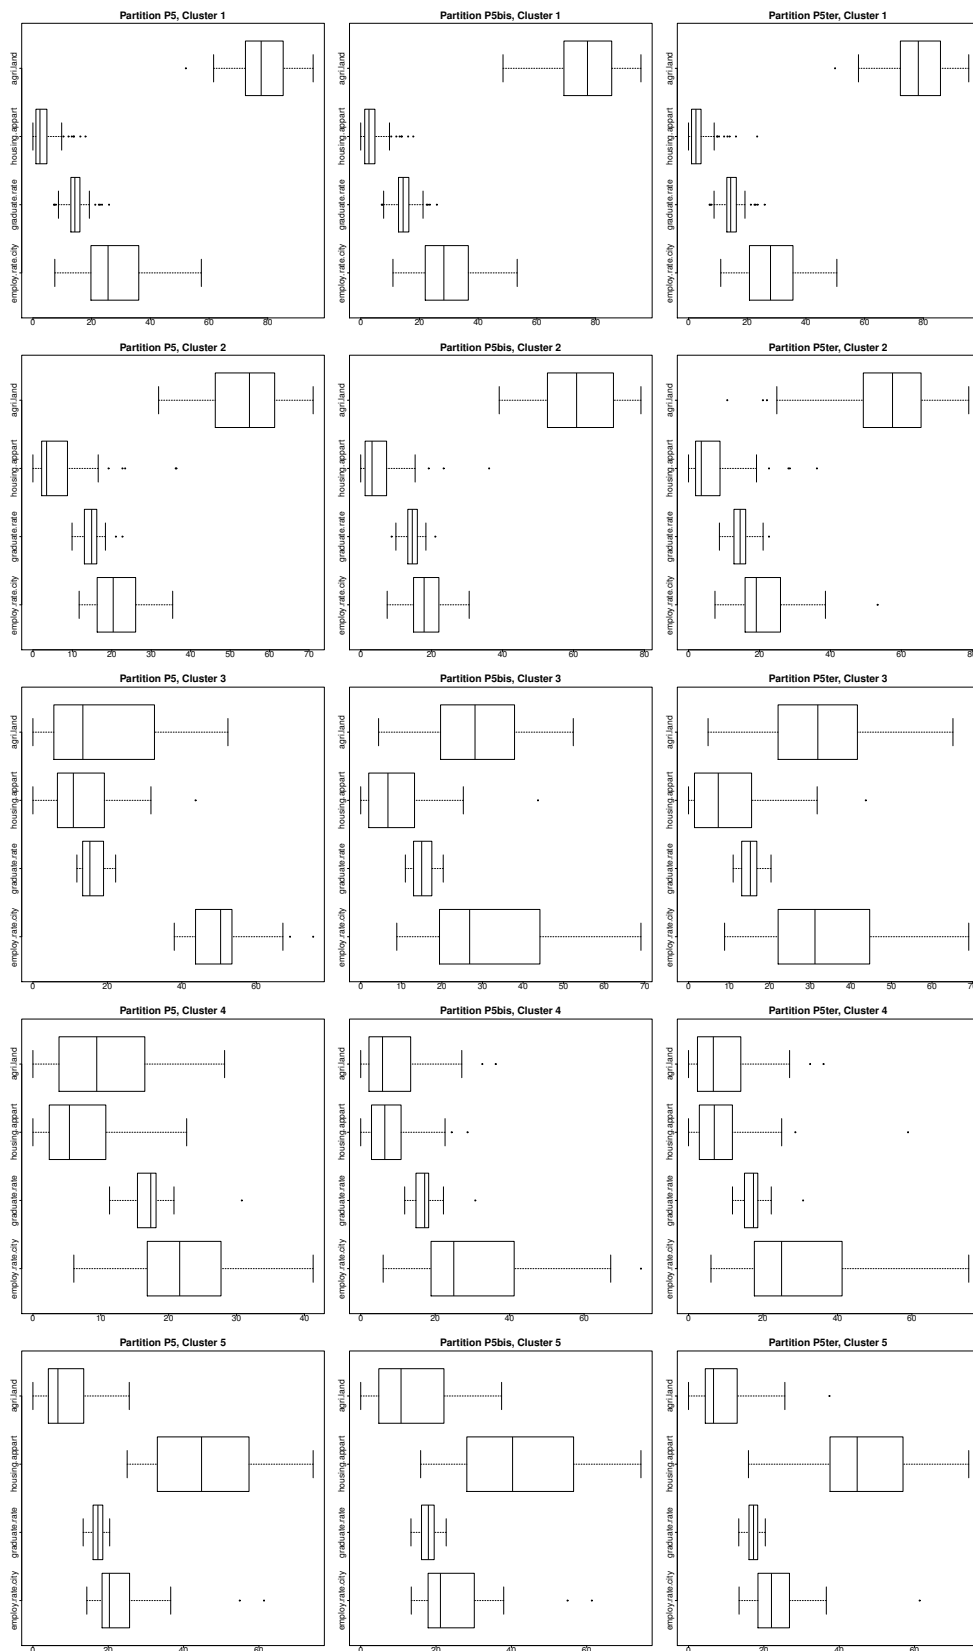 Partition P5, Cluster 1
agri.land
housing.appart
graduate.rate
employ.rate.city
0 20 40 60 80
Partition P5bis, Cluster 1
agri.land
housing.appart
graduate.rate
employ.rate.city
0 20 40 60 80
Partition P5ter, Cluster 1
agri.land
housing.appart
graduate.rate
employ.rate.city
0 20 40 60 80
Partition P5, Cluster 2
agri.land
housing.appart
graduate.rate
employ.rate.city
0 10 20 30 40 50 60 70
Partition P5bis, Cluster 2
agri.land
housing.appart
graduate.rate
employ.rate.city
0 20 40 60 80
Partition P5ter, Cluster 2
agri.land
housing.appart
graduate.rate
employ.rate.city
0 20 40 60 80
Partition P5, Cluster 3
agri.land
housing.appart
graduate.rate
employ.rate.city
0 20 40 60
Partition P5bis, Cluster 3
agri.land
housing.appart
graduate.rate
employ.rate.city
0 10 20 30 40 50 60 70
Partition P5ter, Cluster 3
agri.land
housing.appart
graduate.rate
employ.rate.city
0 10 20 30 40 50 60 70
Partition P5, Cluster 4
agri.land
housing.appart
graduate.rate
employ.rate.city
0 10 20 30 40
Partition P5bis, Cluster 4
agri.land
housing.appart
graduate.rate
employ.rate.city
0 20 40 60
Partition P5ter, Cluster 4
agri.land
housing.appart
graduate.rate
employ.rate.city
0 20 40 60
Partition P5, Cluster 5
agri.land
housing.appart
graduate.rate
employ.rate.city
0 20 40 60
Partition P5bis, Cluster 5
agri.land
housing.appart
graduate.rate
employ.rate.city
0 20 40 60
Partition P5ter, Cluster 5
agri.land
housing.appart
graduate.rate
employ.rate.city
0 20 40 60